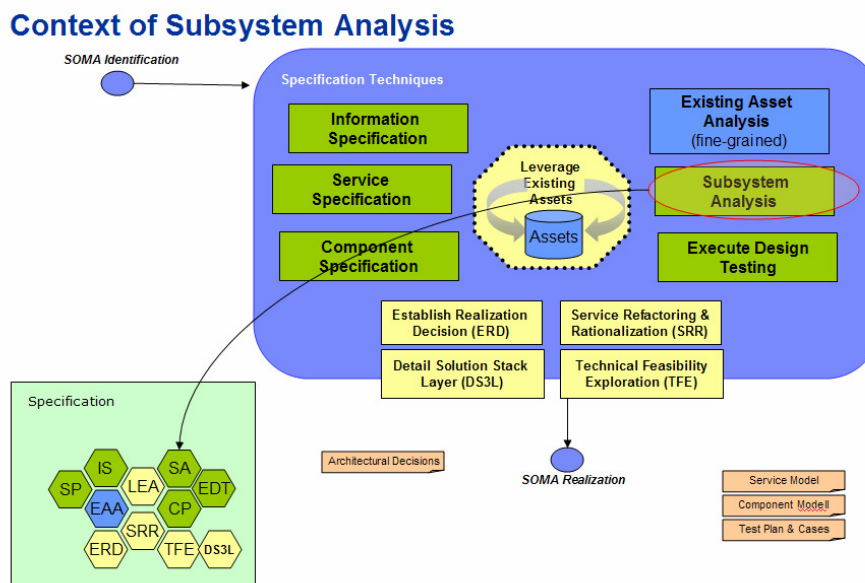 Context of Subsystem Analysis
SOMA Identification
Specification Techniques
Information
Specification
Existing Asset
Analysis
(fine-grained)
Leverage
Existing
Assets
Assets
Service
Specification
Subsystem
Analysis
Component
Specification
Execute Design
Testing
Establish Realization
Decision (ERD)
Service Refactoring &
Rationalization (SRR)
Detail Solution Stack
Layer (DS3L)
Technical Feasibility
Exploration (TFE)
Specification
IS
SA
SP
LEA
EDT
EAA
CP
SRR
ERD
TFE
DS3L
Architectural Decisions
SOMA Realization
Service Model
Component Modell
Test Plan & Cases